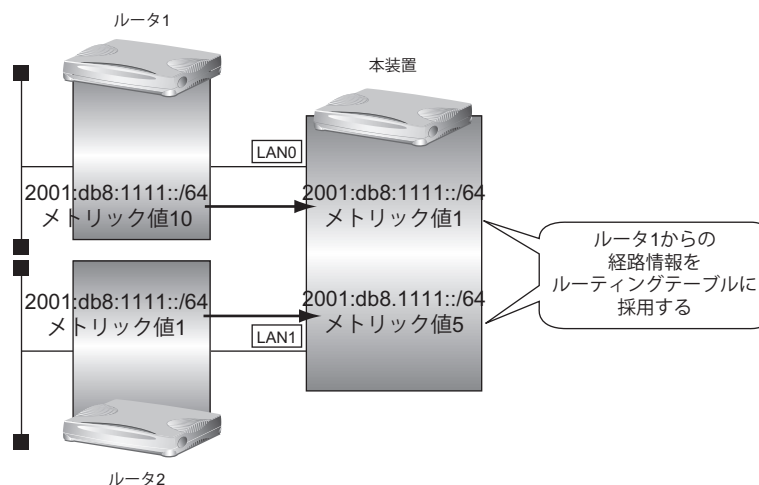 ルータ1
本装置
LAN0
2001:db8:1111::/64
メトリック値10
2001:db8:1111::/64
メトリック値1
ルータ1からの
経路情報を
ルーティングテーブルに
採用する
2001:db8:1111::/64
メトリック値1
2001:db8.1111::/64
メトリック値5
LAN1
ルータ2